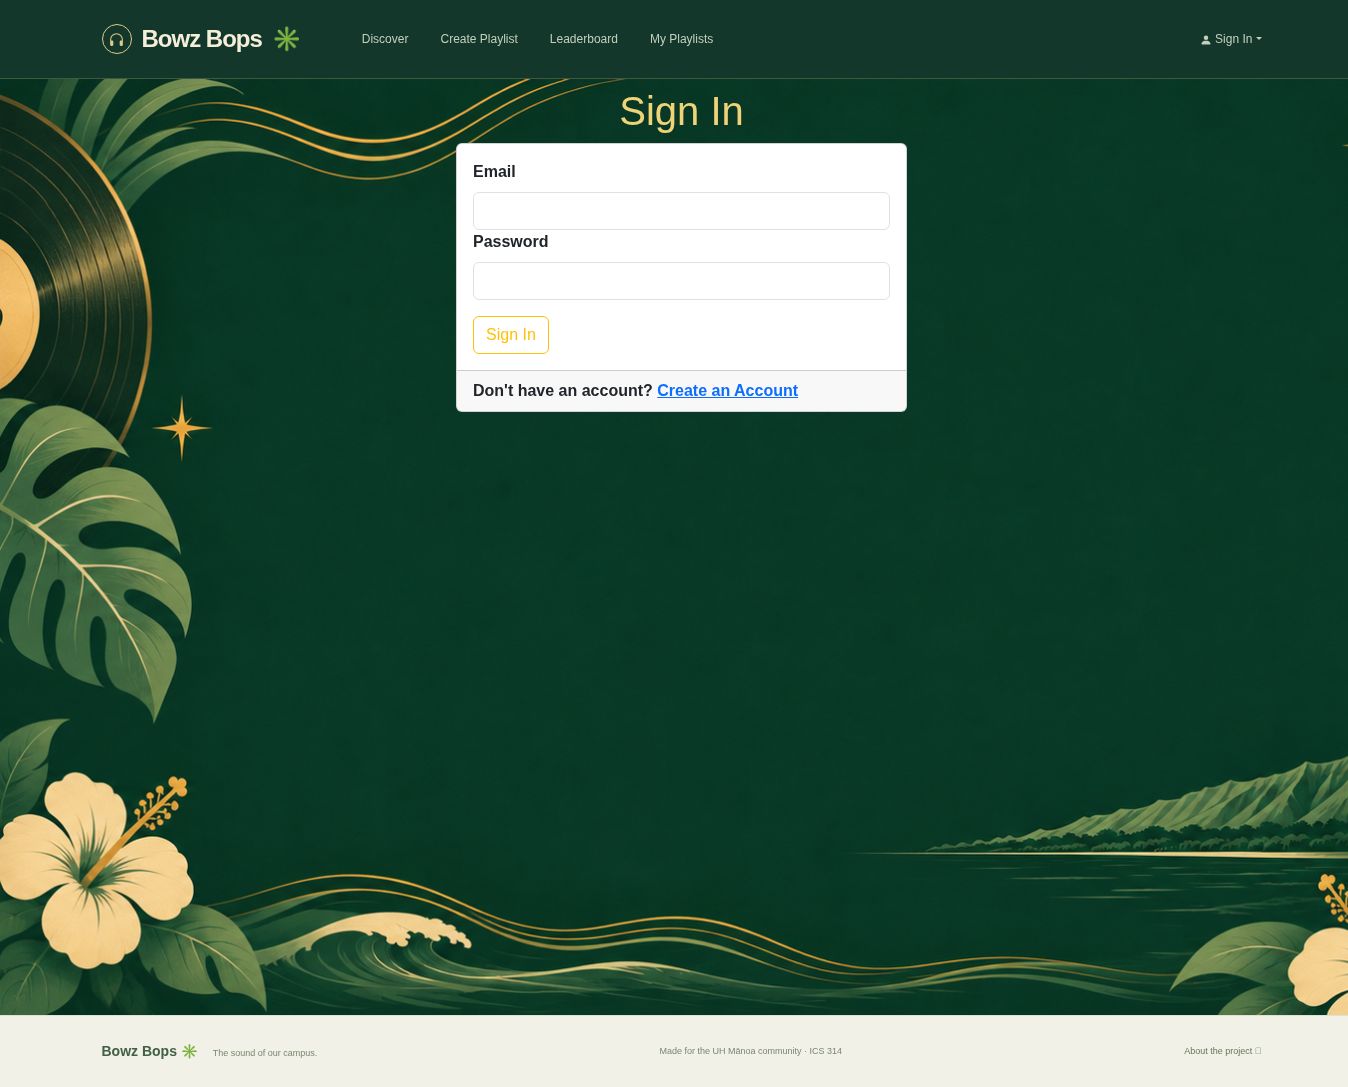 Bowz Bops ✳️
Discover
Create Playlist
Leaderboard
My Playlists
Sign In
Sign In
Email
Password
Sign In
Don't have an account? Create an Account
Bowz Bops ✳️
The sound of our campus.
Made for the UH Mānoa community · ICS 314
About the project